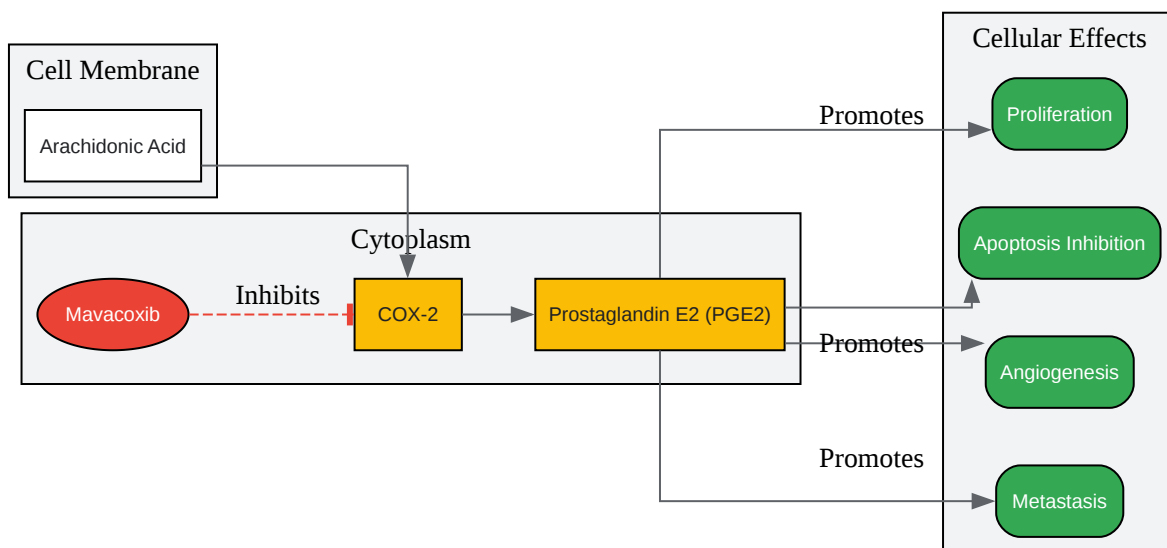 Cellular Effects
Cell Membrane
Arachidonic Acid
Promotes
Proliferation
Cytoplasm
Apoptosis Inhibition
Mavacoxib
Inhibits
COX-2
Prostaglandin E2 (PGE2)
Promotes
Angiogenesis
Promotes
Metastasis